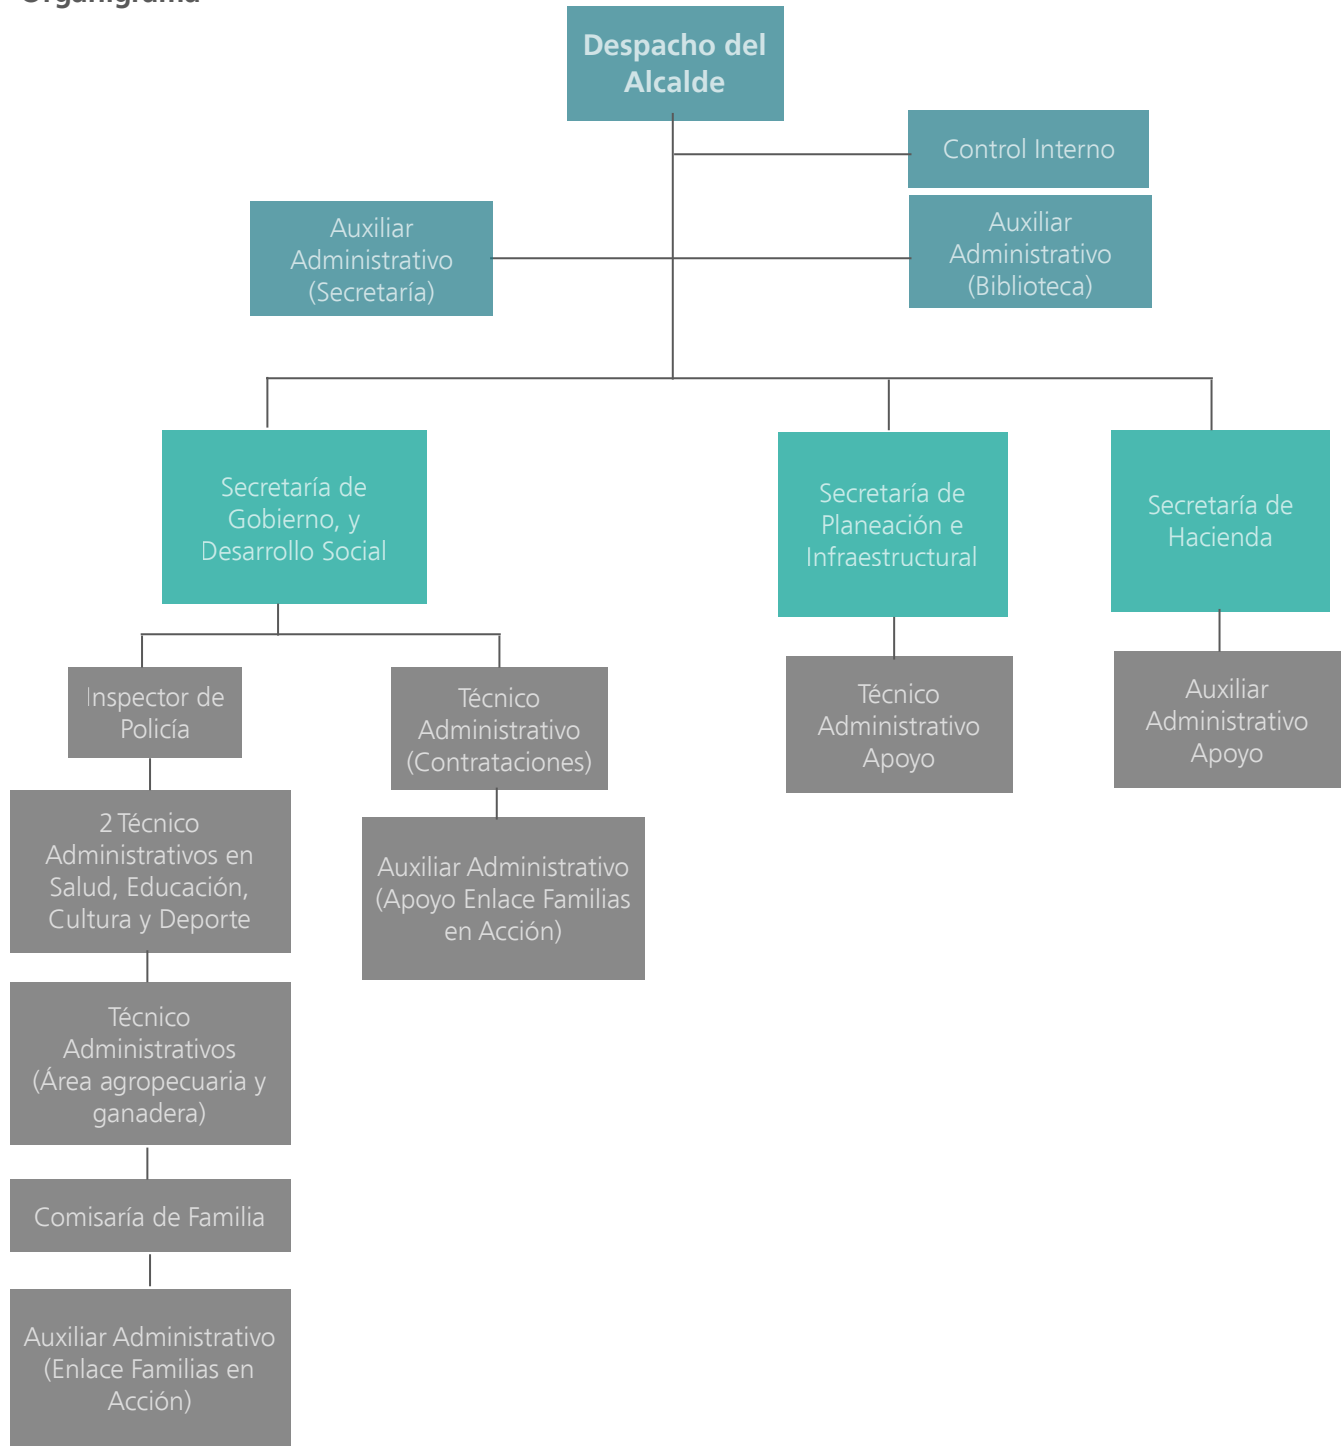 Organigrama
Despacho del
Alcalde
Control Interno
Auxiliar
Administrativo
(Secretaría)
Auxiliar
Administrativo
(Biblioteca)
Secretaría de
Gobierno, y
Desarrollo Social
Secretaría de
Planeación e
Infraestructural
Secretaría de
Hacienda
Inspector de
Policía
Técnico
Administrativo
(Contrataciones)
Técnico
Administrativo
Apoyo
Auxiliar
Administrativo
Apoyo
2 Técnico
Administrativos en
Salud, Educación,
Cultura y Deporte
Auxiliar Administrativo
(Apoyo Enlace Familias
en Acción)
Técnico
Administrativos
(Área agropecuaria y
ganadera)
Comisaría de Familia
Auxiliar Administrativo
(Enlace Familias en
Acción)